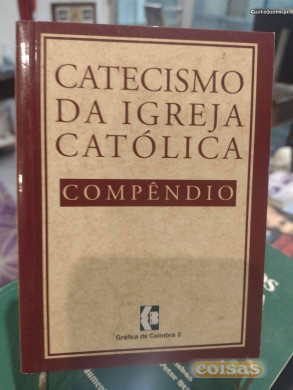 CustoJusto.pt
CATECISMO
DA IGREJA
CATÓLICA
COMPÊNDIO
Gráfica de Coimbra 2
coisas